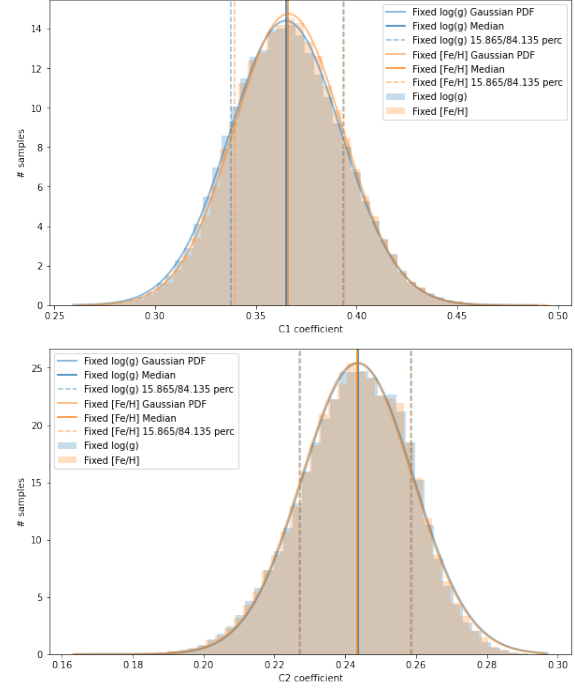 14
12
10
8
6
4
2
0
# samples
Fixed log(g) Gaussian PDF
Fixed log(g) Median
Fixed log(g) 15.865/84.135 perc
Fixed [Fe/H] Gaussian PDF
Fixed [Fe/H] Median
Fixed [Fe/H] 15.865/84.135 perc
Fixed log(g)
Fixed [Fe/H]
0.25 0.30 0.35 0.40 0.45 0.50
C1 coefficient
25
20
15
10
5
0
# samples
Fixed log(g) Gaussian PDF
Fixed log(g) Median
Fixed log(g) 15.865/84.135 perc
Fixed [Fe/H] Gaussian PDF
Fixed [Fe/H] Median
Fixed [Fe/H] 15.865/84.135 perc
Fixed log(g)
Fixed [Fe/H]
0.16 0.18 0.20 0.22 0.24 0.26 0.28 0.30
C2 coefficient